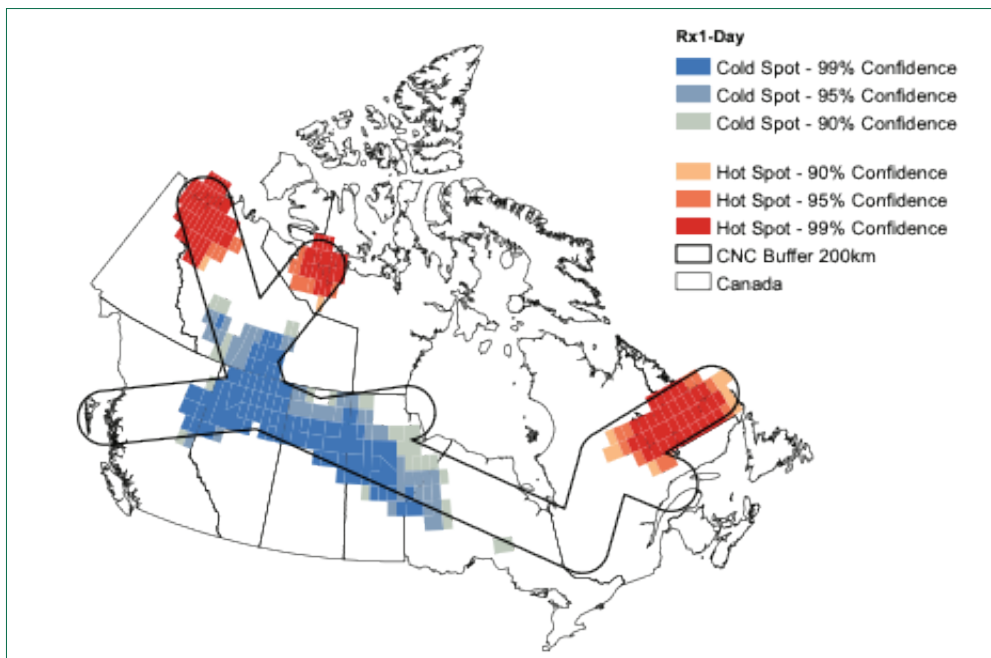 Rx1-Day
Cold Spot - 99% Confidence
Cold Spot - 95% Confidence
Cold Spot - 90% Confidence
Hot Spot - 90% Confidence
Hot Spot - 95% Confidence
Hot Spot - 99% Confidence
CNC Buffer 200km
Canada